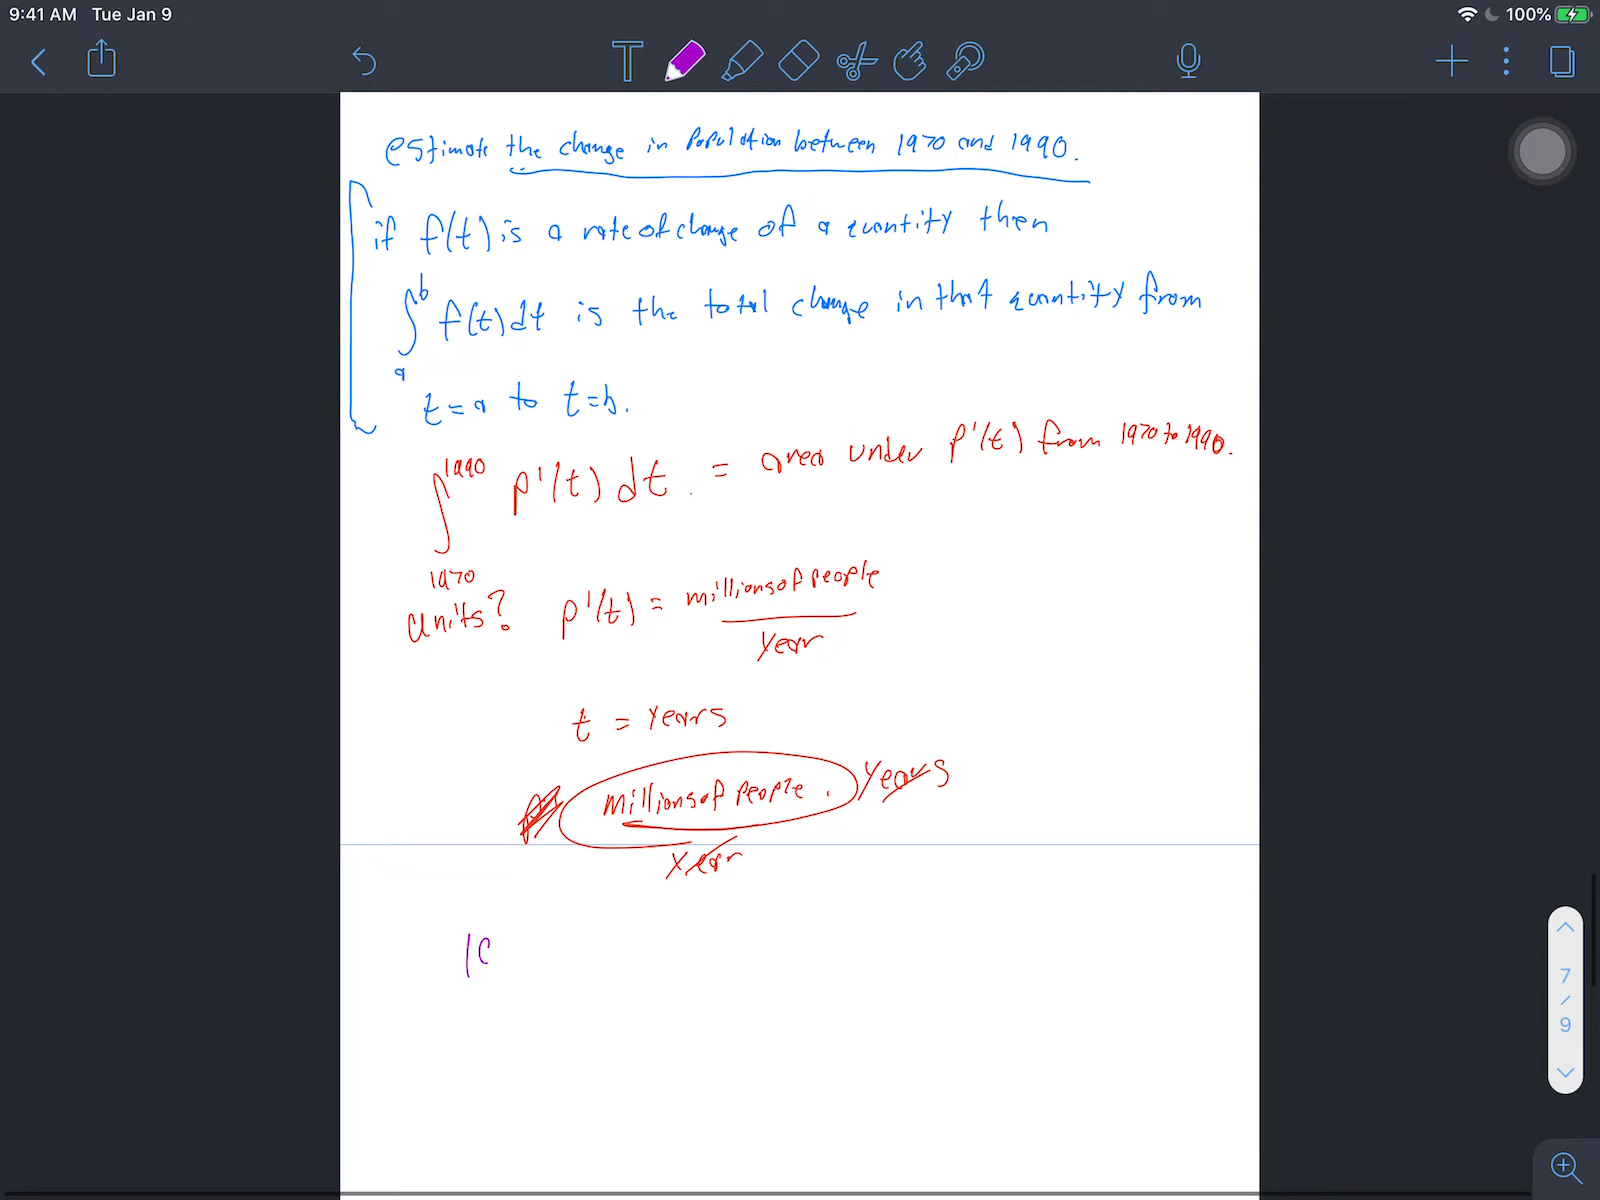 9:41 AM Tue Jan 9
100%
T
estimate the change in population between 1970 and 1990.
if f(t) is a rate of change of a quantity then
∫ₐᵇ f(t) dt is the total change in that quantity from
t=a to t=b.
∫₁₉₇₀¹⁹⁹⁰ P'(t) dt. = area under P'(t) from 1970 to 1990.
units? P'(t) = millions of people
year
t = years
millions of people . years
year
10
7
/
9